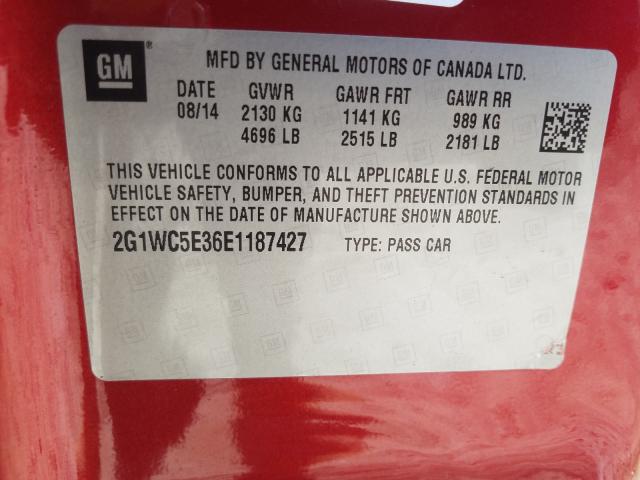 GM
MFD BY GENERAL MOTORS OF CANADA LTD.
DATE GVWR GAWR FRT GAWR RR
08/14 2130 KG 1141 KG 989 KG
4696 LB 2515 LB 2181 LB
THIS VEHICLE CONFORMS TO ALL APPLICABLE U.S. FEDERAL MOTOR
VEHICLE SAFETY, BUMPER, AND THEFT PREVENTION STANDARDS IN
EFFECT ON THE DATE OF MANUFACTURE SHOWN ABOVE.
2G1WC5E36E1187427 TYPE: PASS CAR